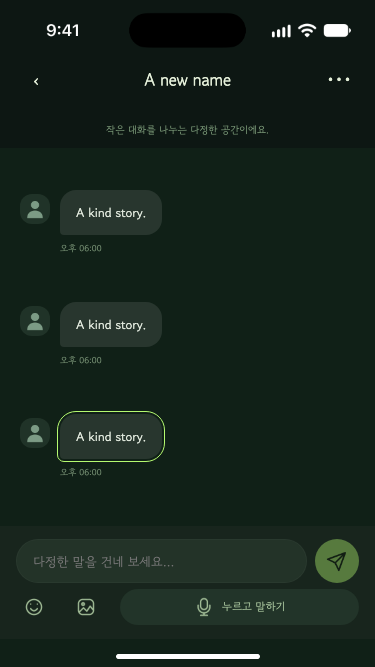 9:41
A new name
작은 대화를 나누는 다정한 공간이에요.
A kind story.
오후 06:00
A kind story.
오후 06:00
A kind story.
오후 06:00
다정한 말을 건네 보세요...
누르고 말하기